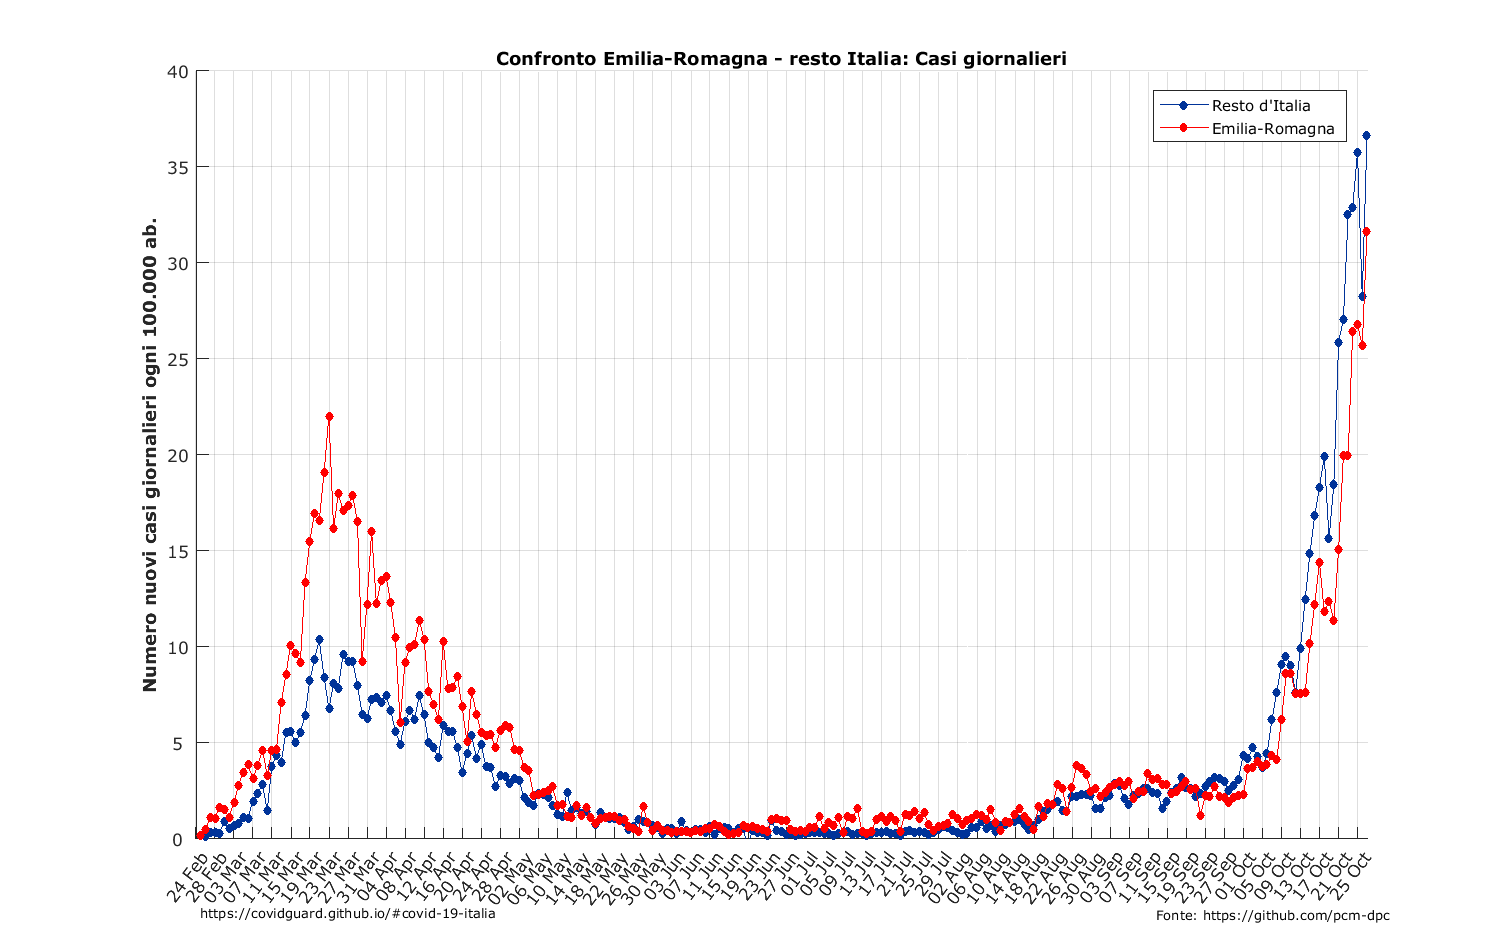 Confronto Emilia-Romagna - resto Italia: Casi giornalieri
Resto d'Italia
Emilia-Romagna
Numero nuovi casi giornalieri ogni 100.000 ab.
40
35
30
25
20
15
10
5
0
24 Feb
28 Feb
03 Mar
07 Mar
11 Mar
15 Mar
19 Mar
23 Mar
27 Mar
31 Mar
04 Apr
08 Apr
12 Apr
16 Apr
20 Apr
24 Apr
28 Apr
02 May
06 May
10 May
14 May
18 May
22 May
26 May
30 May
03 Jun
07 Jun
11 Jun
15 Jun
19 Jun
23 Jun
27 Jun
01 Jul
05 Jul
09 Jul
13 Jul
17 Jul
21 Jul
25 Jul
29 Jul
02 Aug
06 Aug
10 Aug
14 Aug
18 Aug
22 Aug
26 Aug
30 Aug
03 Sep
07 Sep
11 Sep
15 Sep
19 Sep
23 Sep
27 Sep
01 Oct
05 Oct
09 Oct
13 Oct
17 Oct
21 Oct
25 Oct
https://covidguard.github.io/#covid-19-italia
Fonte: https://github.com/pcm-dpc